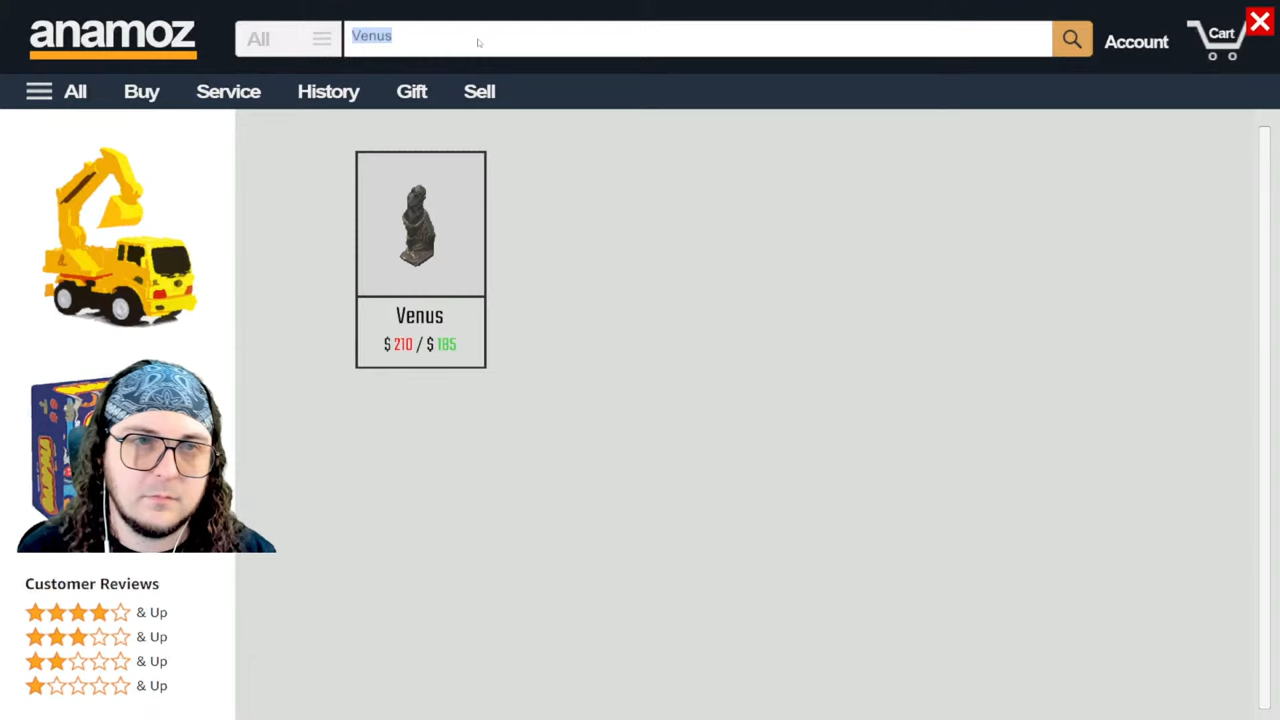 anamoz
All
Venus
Account
Cart
All
Buy
Service
History
Gift
Sell
Venus
$ 210 / $ 185
Customer Reviews
& Up
& Up
& Up
& Up